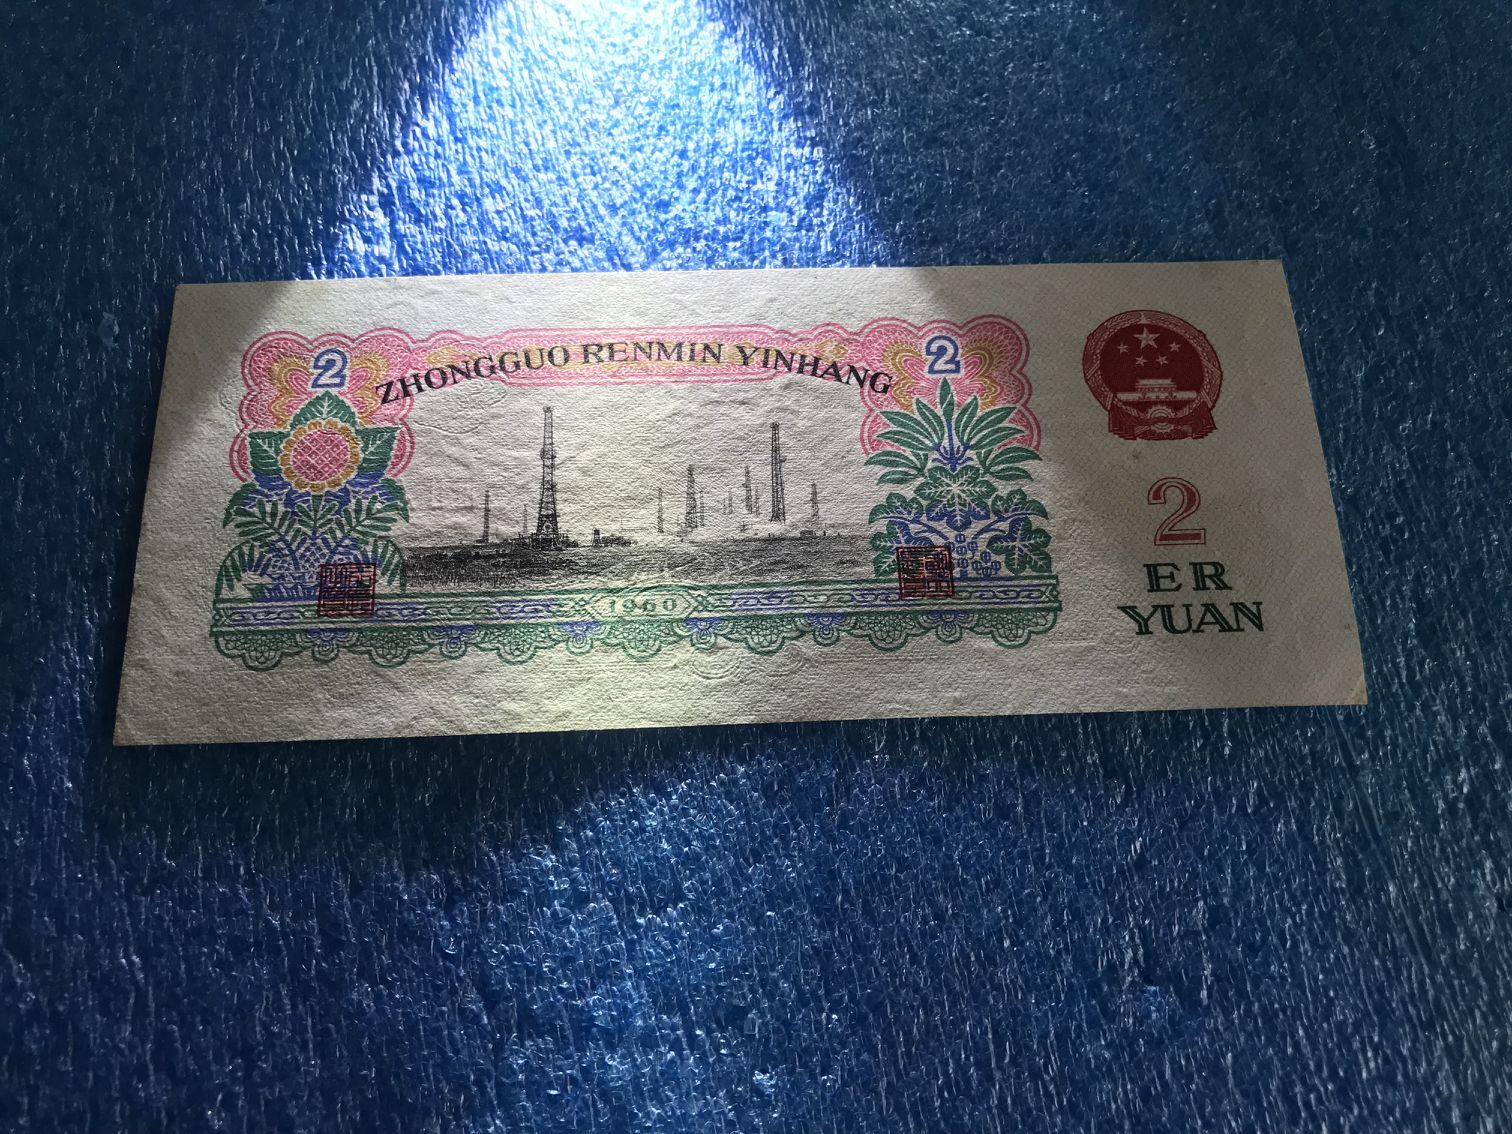 2
ZHONGGUO RENMIN YINHANG
2
1960
2
ER
YUAN